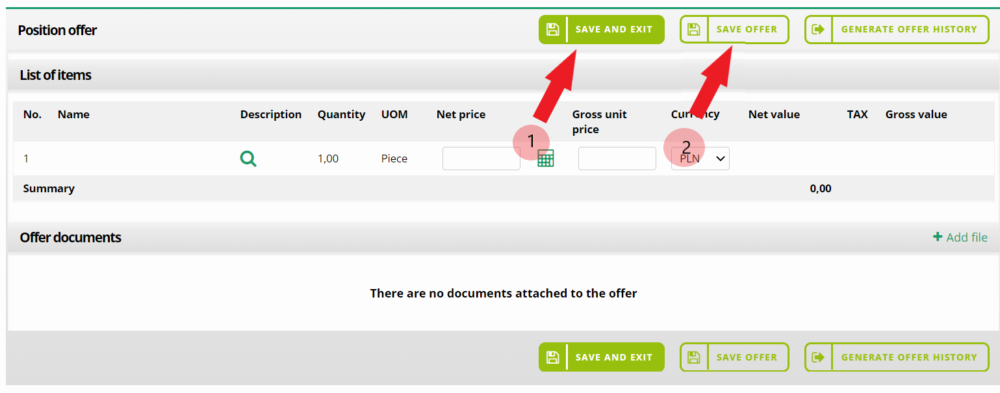 Position offer
SAVE AND EXIT
SAVE OFFER
GENERATE OFFER HISTORY
List of items
No. Name Description Quantity UOM Net price Gross unit price Currency Net value TAX Gross value
1 1,00 Piece PLN
1
2
Summary 0,00
Offer documents
Add file
There are no documents attached to the offer
SAVE AND EXIT
SAVE OFFER
GENERATE OFFER HISTORY